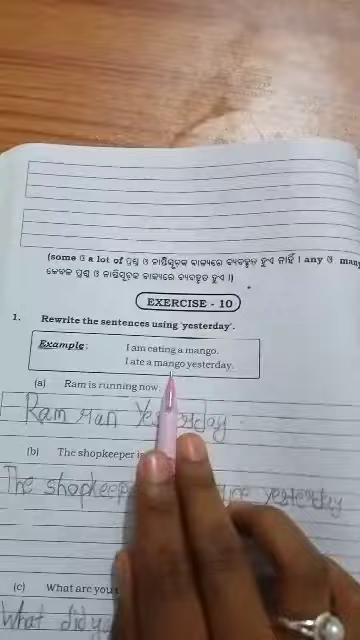 (some ଓ a lot of ପ୍ରଶ୍ନ ଓ ନାସ୍ତିସୂଚକ ବାକ୍ୟରେ ବ୍ୟବହୃତ ହୁଏ ନାହିଁ । any ଓ many
କେବଳ ପ୍ରଶ୍ନ ଓ ନାସ୍ତିସୂଚକ ବାକ୍ୟରେ ବ୍ୟବହୃତ ହୁଏ ।)
EXERCISE - 10
1. Rewrite the sentences using 'yesterday'.
Example: I am eating a mango.
I ate a mango yesterday.
(a) Ram is running now.
Ram ran yesterday
(b) The shopkeeper
The yesterday
(c) What are you
What did